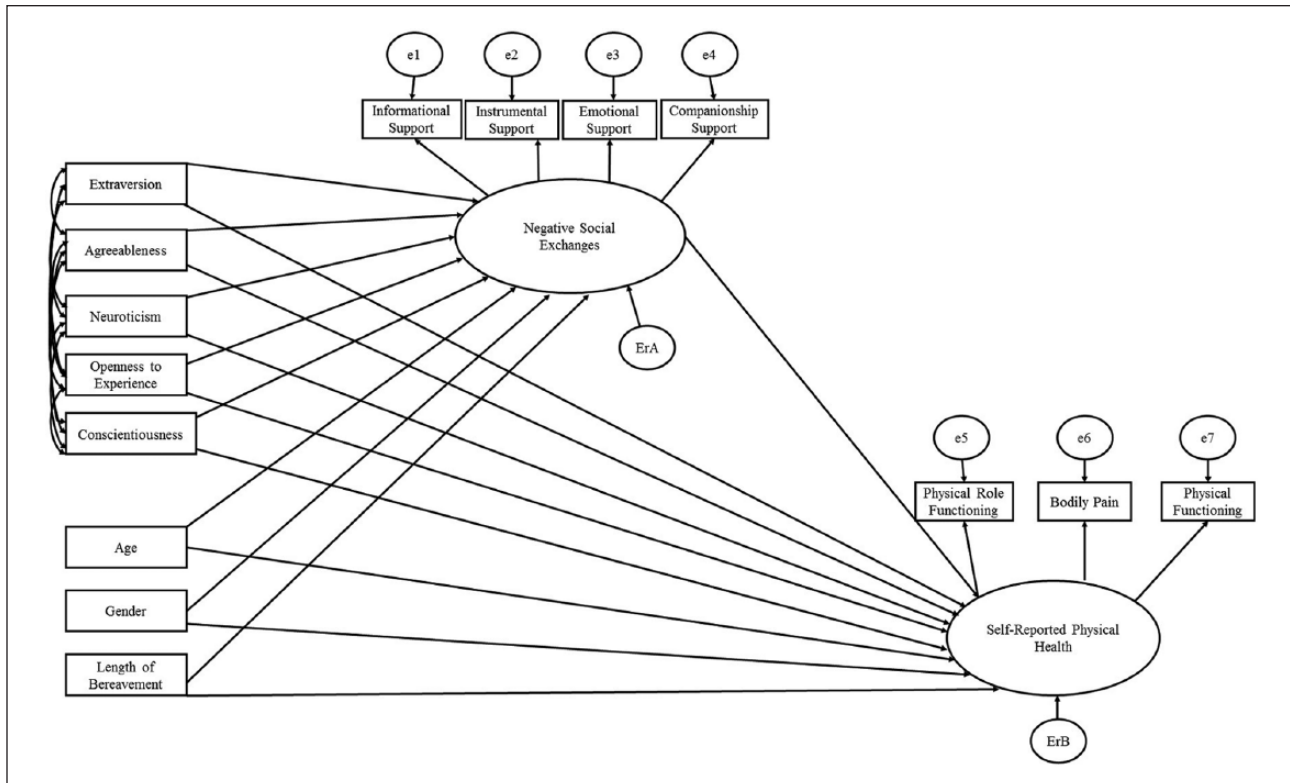 e1
e2
e3
e4
Informational
Support
Instrumental
Support
Emotional
Support
Companionship
Support
Extraversion
Agreeableness
Neuroticism
Openness to
Experience
Conscientiousness
Negative Social
Exchanges
ErA
Age
Gender
Length of
Bereavement
e5
e6
e7
Physical Role
Functioning
Bodily Pain
Physical
Functioning
Self-Reported Physical
Health
ErB